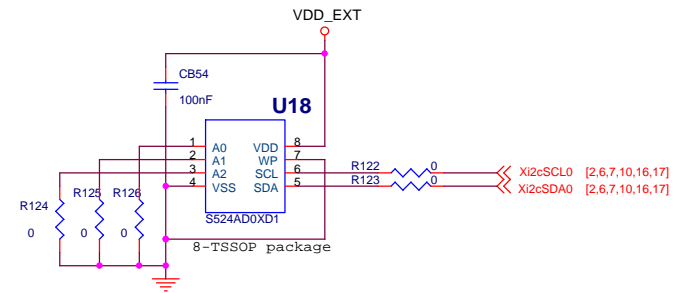 VDD_EXT
CB54
100nF
U18
1 A0 VDD 8
2 A1 WP 7
3 A2 SCL 6 R122 0 Xi2cSCL0 [2,6,7,10,16,17]
4 VSS SDA 5 R123 0 Xi2cSDA0 [2,6,7,10,16,17]
R124 R125 R126
0 0 0
S524AD0XD1
8-TSSOP package